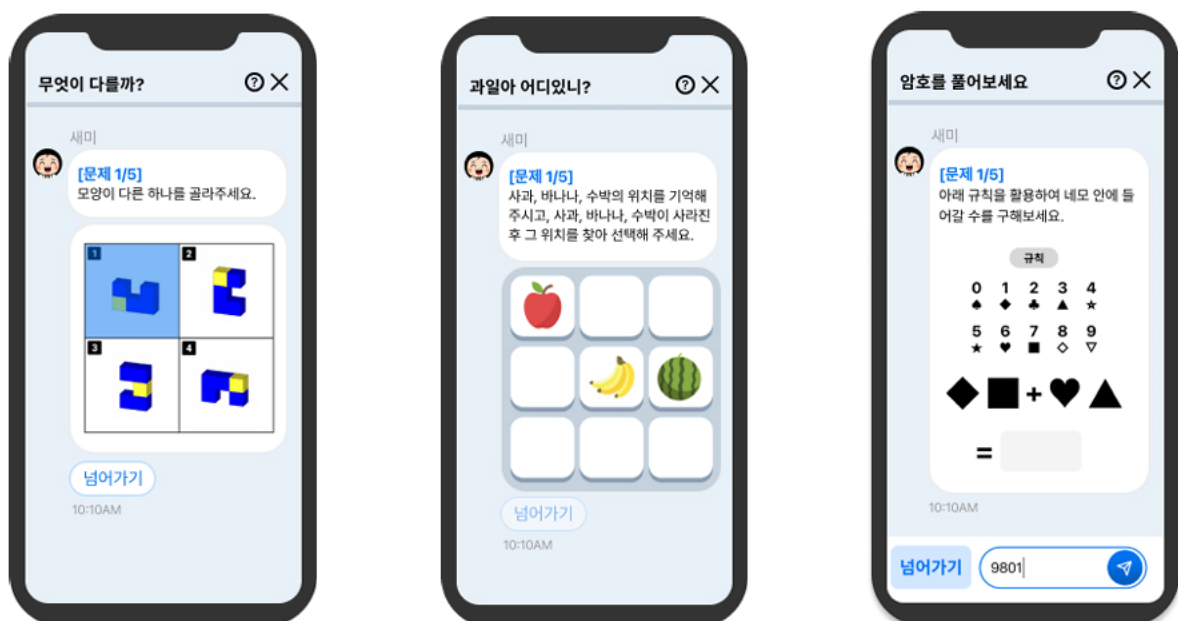 무엇이 다를까?
새미
[문제 1/5]
모양이 다른 하나를 골라주세요.
1
2
3
4
넘어가기
10:10AM
과일아 어디있니?
새미
[문제 1/5]
사과, 바나나, 수박의 위치를 기억해
주시고, 사과, 바나나, 수박이 사라진
후 그 위치를 찾아 선택해 주세요.
넘어가기
10:10AM
암호를 풀어보세요
새미
[문제 1/5]
아래 규칙을 활용하여 네모 안에 들
어갈 수를 구해보세요.
규칙
0 1 2 3 4
♠ ◆ ♣ ▲ ☆
5 6 7 8 9
★ ♥ ■ ◇ ▽
◆ ■ + ♥ ▲
=
10:10AM
넘어가기
9801